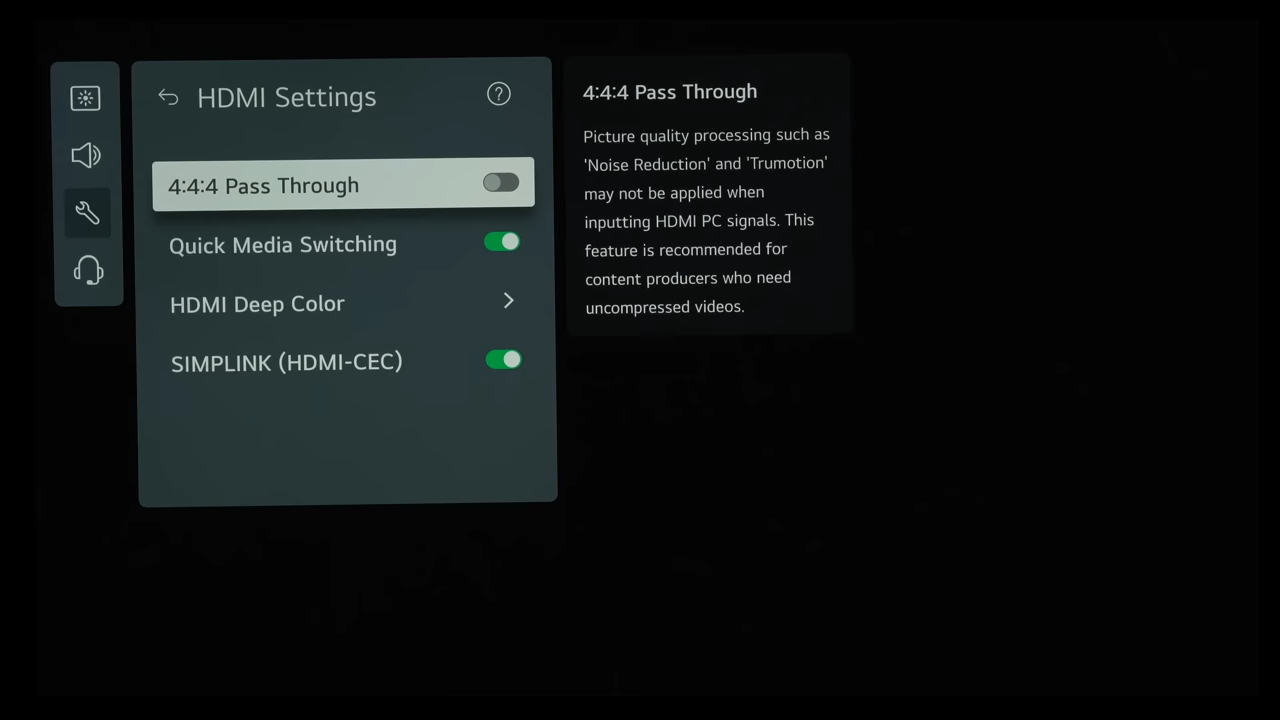 HDMI Settings
4:4:4 Pass Through
Quick Media Switching
HDMI Deep Color
SIMPLINK (HDMI-CEC)
4:4:4 Pass Through
Picture quality processing such as
'Noise Reduction' and 'Trumotion'
may not be applied when
inputting HDMI PC signals. This
feature is recommended for
content producers who need
uncompressed videos.